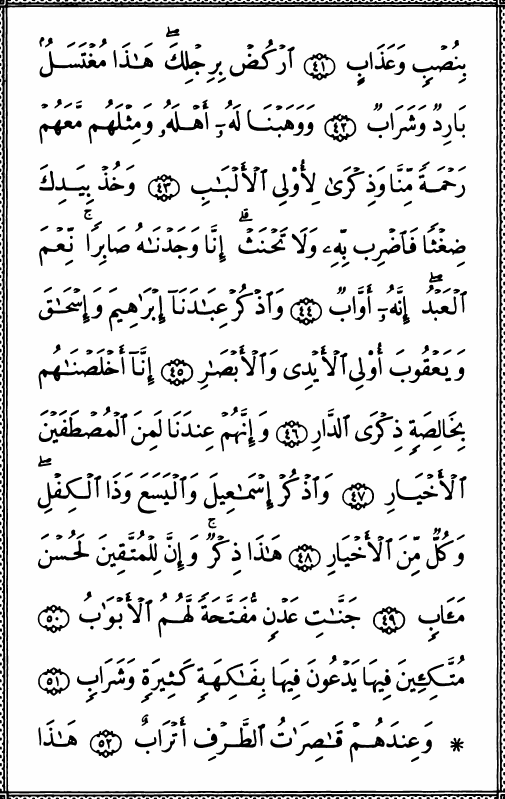 بِنُصۡبٖ وَعَذَابٍ ٤١ ٱرۡكُضۡ بِرِجۡلِكَۖ هَٰذَا مُغۡتَسَلُۢ
بَارِدٞ وَشَرَابٞ ٤٢ وَوَهَبۡنَا لَهُۥٓ أَهۡلَهُۥ وَمِثۡلَهُم مَّعَهُمۡ
رَحۡمَةٗ مِّنَّا وَذِكۡرَىٰ لِأُوْلِي ٱلۡأَلۡبَٰبِ ٤٣ وَخُذۡ بِيَدِكَ
ضِغۡثٗا فَٱضۡرِب بِّهِۦ وَلَا تَحۡنَثۡۗ إِنَّا وَجَدۡنَٰهُ صَابِرٗاۚ نِّعۡمَ
ٱلۡعَبۡدُۖ إِنَّهُۥٓ أَوَّابٞ ٤٤ وَٱذۡكُرۡ عِبَٰدَنَآ إِبۡرَٰهِيمَ وَإِسۡحَٰقَ
وَيَعۡقُوبَ أُوْلِي ٱلۡأَيۡدِي وَٱلۡأَبۡصَٰرِ ٤٥ إِنَّآ أَخۡلَصۡنَٰهُم
بِخَالِصَةٖ ذِكۡرَى ٱلدَّارِ ٤٦ وَإِنَّهُمۡ عِندَنَا لَمِنَ ٱلۡمُصۡطَفَيۡنَ
ٱلۡأَخۡيَارِ ٤٧ وَٱذۡكُرۡ إِسۡمَٰعِيلَ وَٱلۡيَسَعَ وَذَا ٱلۡكِفۡلِۖ
وَكُلّٞ مِّنَ ٱلۡأَخۡيَارِ ٤٨ هَٰذَا ذِكۡرٞۚ وَإِنَّ لِلۡمُتَّقِينَ لَحُسۡنَ
مَـَٔابٖ ٤٩ جَنَّٰتِ عَدۡنٖ مُّفَتَّحَةٗ لَّهُمُ ٱلۡأَبۡوَٰبُ ٥٠
مُتَّكِـِٔينَ فِيهَا يَدۡعُونَ فِيهَا بِفَٰكِهَةٖ كَثِيرَةٖ وَشَرَابٖ ٥١
* وَعِندَهُمۡ قَٰصِرَٰتُ ٱلطَّرۡفِ أَتۡرَابٌ ٥٢ هَٰذَا